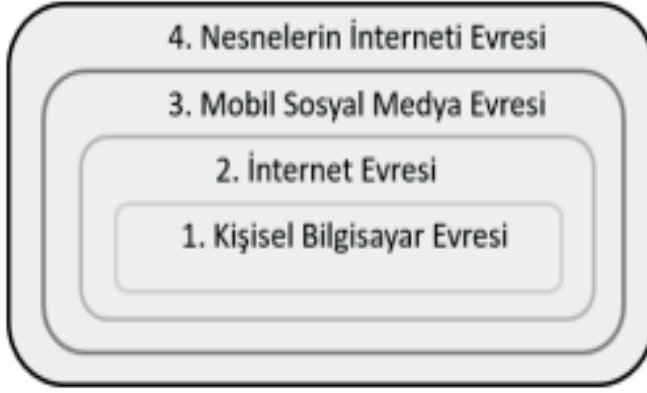 4. Nesnelerin İnterneti Evresi
3. Mobil Sosyal Medya Evresi
2. İnternet Evresi
1. Kişisel Bilgisayar Evresi